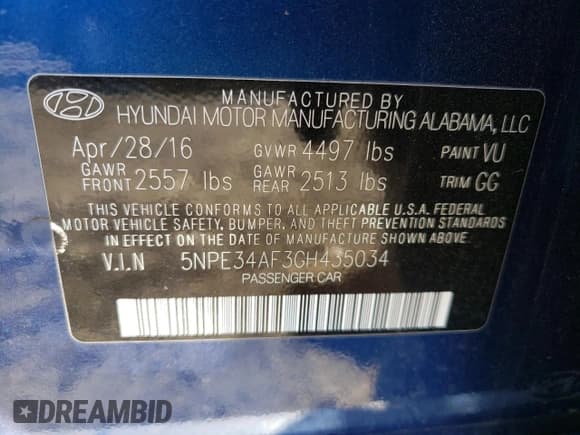 MANUFACTURED BY
HYUNDAI MOTOR MANUFACTURING ALABAMA, LLC
Apr/28/16 GVWR 4497 lbs PAINT VU
GAWR FRONT 2557 lbs GAWR REAR 2513 lbs TRIM GG
THIS VEHICLE CONFORMS TO ALL APPLICABLE U.S.A. FEDERAL
MOTOR VEHICLE SAFETY, BUMPER, AND THEFT PREVENTION STANDARDS
IN EFFECT ON THE DATE OF MANUFACTURE SHOWN ABOVE.
V.I.N 5NPE34AF3GH435034
PASSENGER CAR
DREAMBID